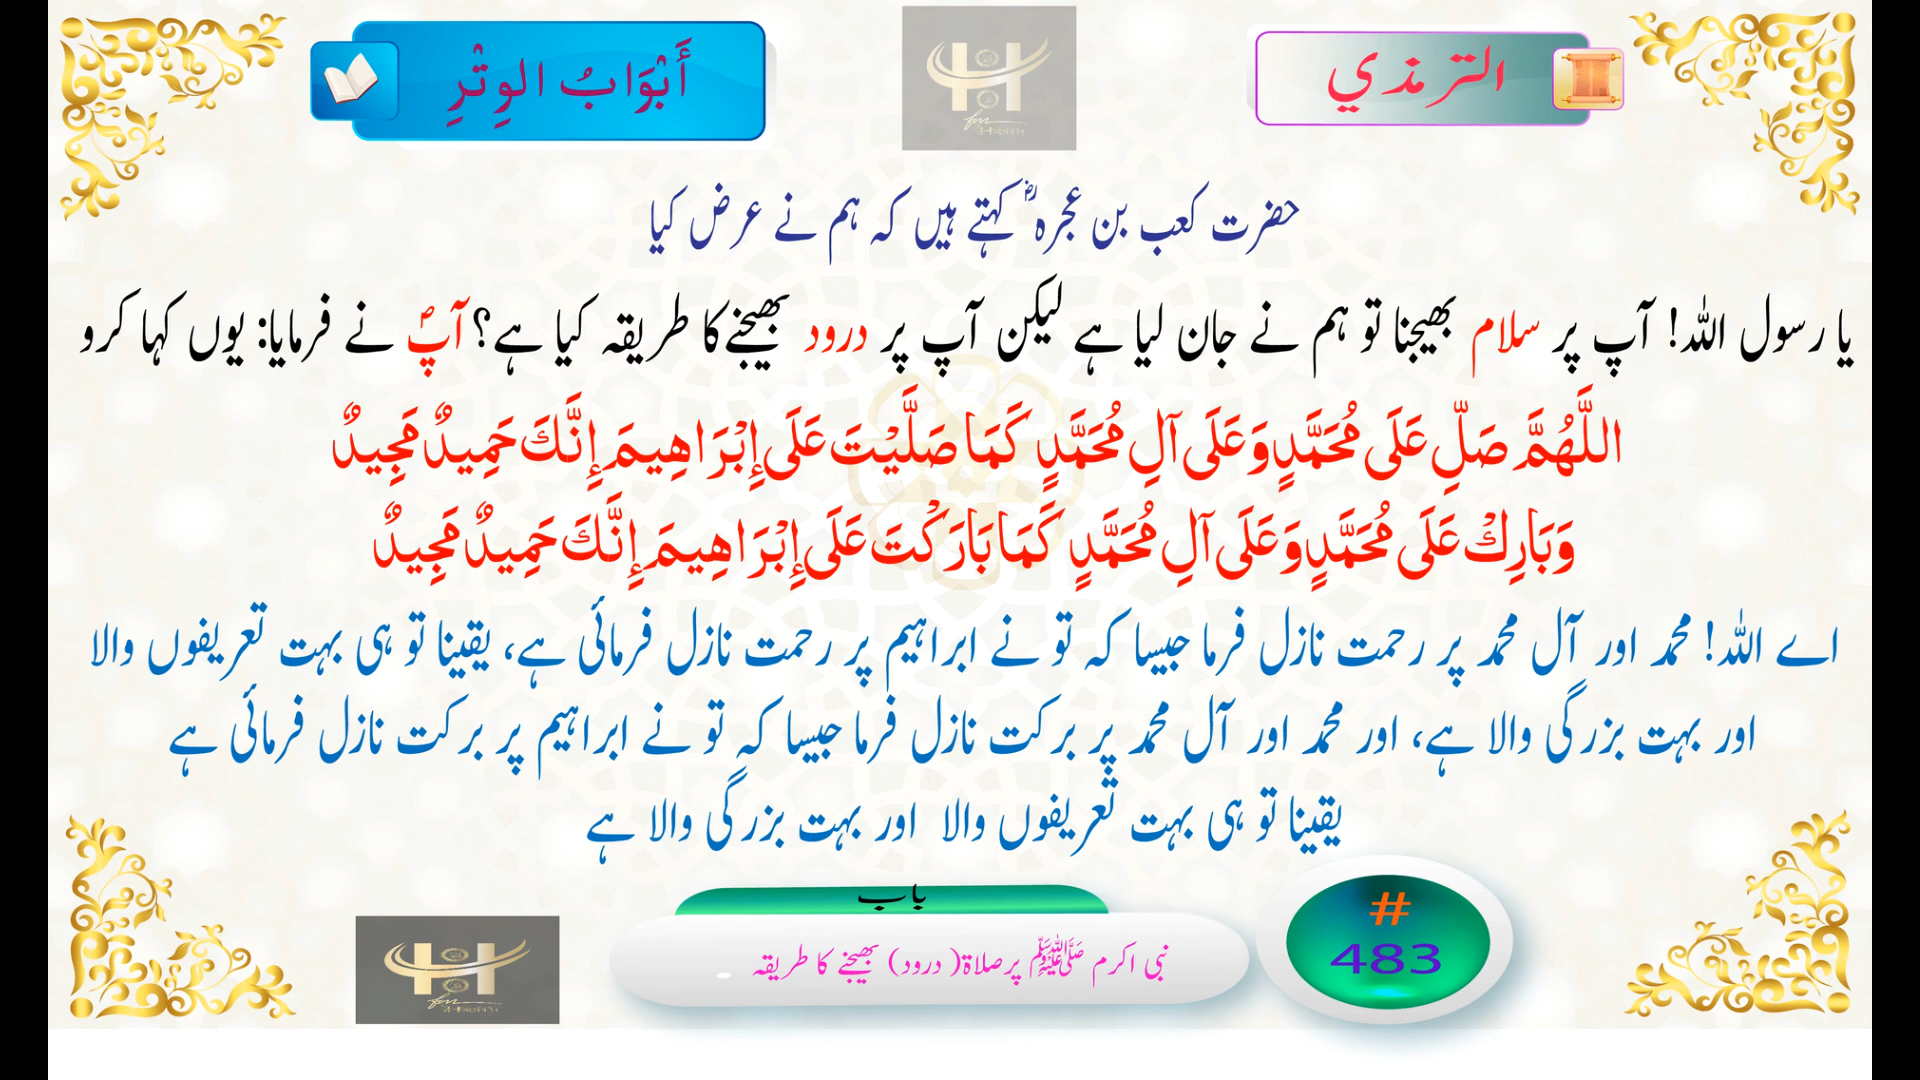 الترمذي
أَبْوَابُ الوِتْرِ
حضرت کعب بن عجرہؓ کہتے ہیں کہ ہم نے عرض کیا
یا رسول اللہ! آپ پر سلام بھیجنا تو ہم نے جان لیا ہے لیکن آپ پر درود بھیجنے کا طریقہ کیا ہے؟ آپؐ نے فرمایا: یوں کہا کرو
اللَّهُمَّ صَلِّ عَلَى مُحَمَّدٍ وَعَلَى آلِ مُحَمَّدٍ كَمَا صَلَّيْتَ عَلَى إِبْرَاهِيمَ إِنَّكَ حَمِيدٌ مَجِيدٌ
وَبَارِكْ عَلَى مُحَمَّدٍ وَعَلَى آلِ مُحَمَّدٍ كَمَا بَارَكْتَ عَلَى إِبْرَاهِيمَ إِنَّكَ حَمِيدٌ مَجِيدٌ
اے اللہ! محمد اور آل محمد پر رحمت نازل فرما جیسا کہ تو نے ابراہیم پر رحمت نازل فرمائی ہے، یقینا تو ہی بہت تعریفوں والا
اور بہت بزرگی والا ہے، اور محمد اور آل محمد پر برکت نازل فرما جیسا کہ تو نے ابراہیم پر برکت نازل فرمائی ہے
یقینا تو ہی بہت تعریفوں والا اور بہت بزرگی والا ہے
باب
نبی اکرم ﷺ پر صلاۃ( درود) بھیجنے کا طریقہ
#
483